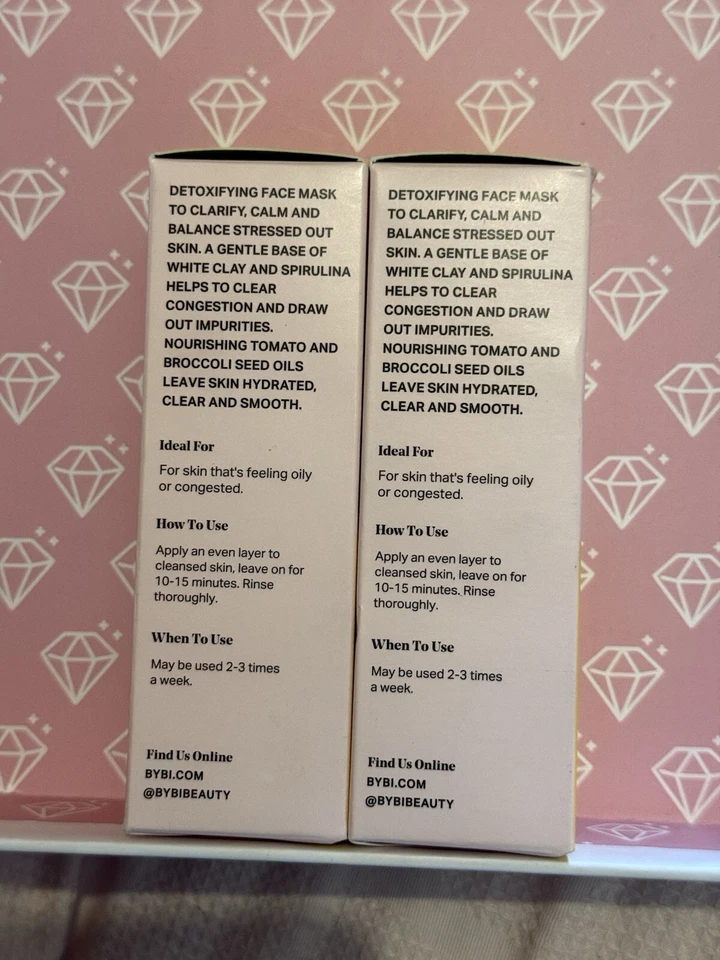 DETOXIFYING FACE MASK
TO CLARIFY, CALM AND
BALANCE STRESSED OUT
SKIN. A GENTLE BASE OF
WHITE CLAY AND SPIRULINA
HELPS TO CLEAR
CONGESTION AND DRAW
OUT IMPURITIES.
NOURISHING TOMATO AND
BROCCOLI SEED OILS
LEAVE SKIN HYDRATED,
CLEAR AND SMOOTH.
Ideal For
For skin that's feeling oily
or congested.
How To Use
Apply an even layer to
cleansed skin, leave on for
10-15 minutes. Rinse
thoroughly.
When To Use
May be used 2-3 times
a week.
Find Us Online
BYBI.COM
@BYBIBEAUTY
DETOXIFYING FACE MASK
TO CLARIFY, CALM AND
BALANCE STRESSED OUT
SKIN. A GENTLE BASE OF
WHITE CLAY AND SPIRULINA
HELPS TO CLEAR
CONGESTION AND DRAW
OUT IMPURITIES.
NOURISHING TOMATO AND
BROCCOLI SEED OILS
LEAVE SKIN HYDRATED,
CLEAR AND SMOOTH.
Ideal For
For skin that's feeling oily
or congested.
How To Use
Apply an even layer to
cleansed skin, leave on for
10-15 minutes. Rinse
thoroughly.
When To Use
May be used 2-3 times
a week.
Find Us Online
BYBI.COM
@BYBIBEAUTY